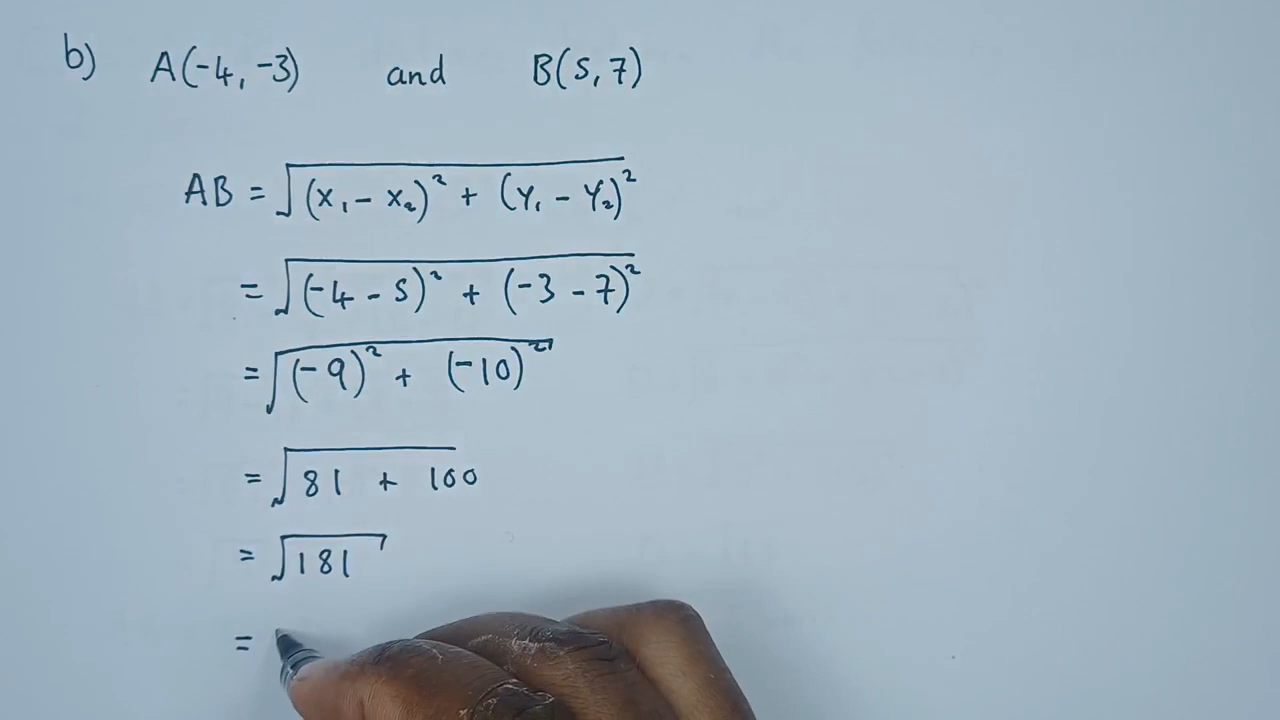 b) A(-4, -3) and B(5, 7)
AB = √(x₁ - x₂)² + (y₁ - y₂)²
= √(-4 - 5)² + (-3 - 7)²
= √(-9)² + (-10)²
= √81 + 100
= √181
=